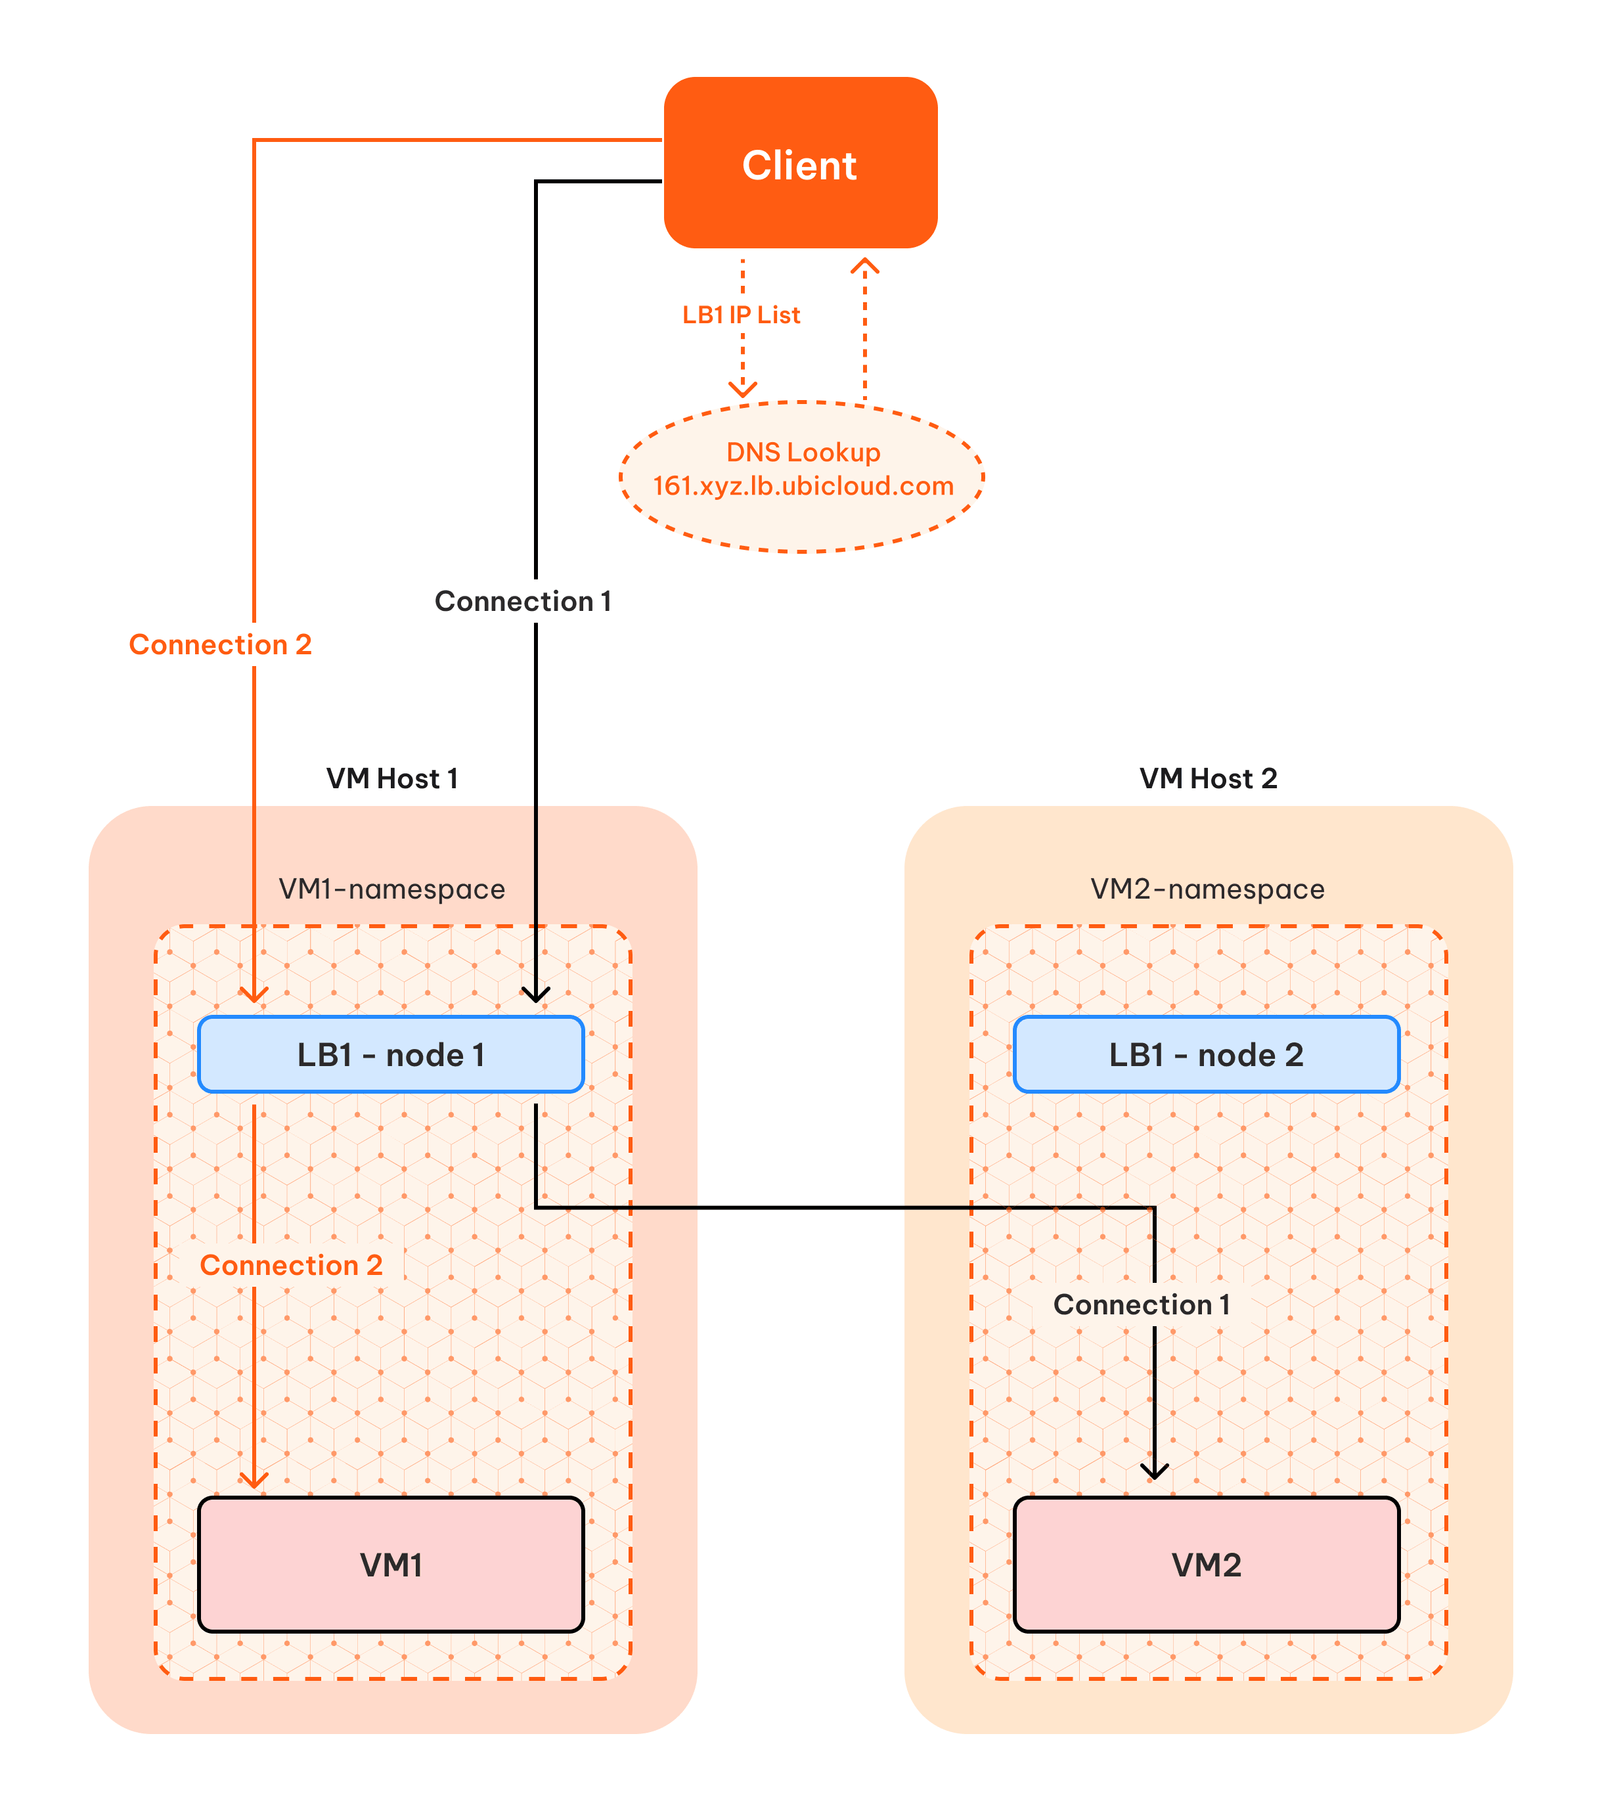 Client
LB1 IP List
DNS Lookup
161.xyz.lb.ubicloud.com
Connection 1
Connection 2
VM Host 1
VM Host 2
VM1-namespace
VM2-namespace
LB1 - node 1
LB1 - node 2
Connection 2
Connection 1
VM1
VM2